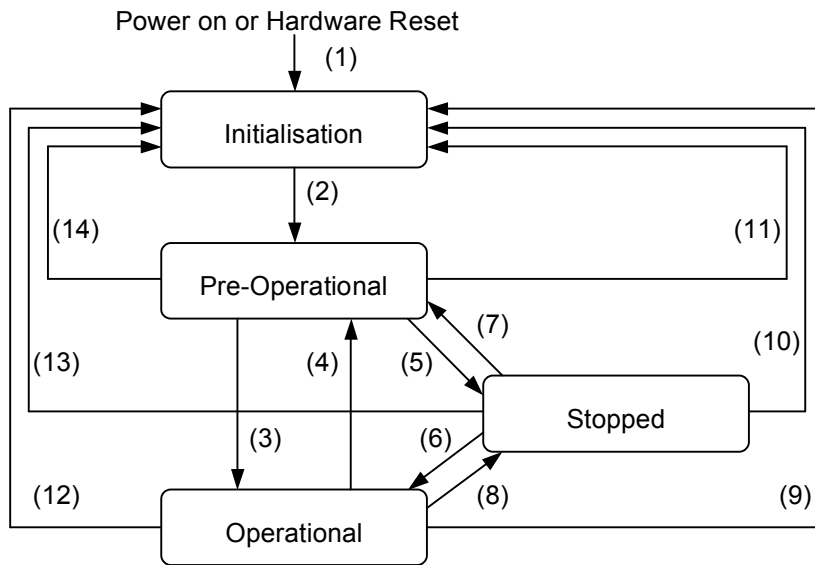 Power on or Hardware Reset
(1)
Initialisation
(2)
(14)
(11)
Pre-Operational
(7)
(13)
(4)
(5)
(10)
Stopped
(3)
(6)
(12)
(8)
(9)
Operational